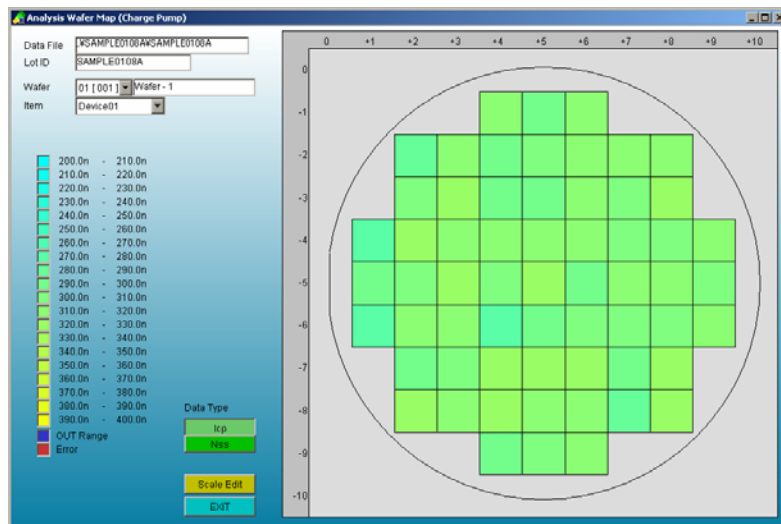 Analysis Wafer Map (Charge Pump)
Data File .¥SAMPLE0108A¥SAMPLE0108A
Lot ID SAMPLE0108A
Wafer 01 [ 001 ] Wafer - 1
Item Device01
200.0n - 210.0n
210.0n - 220.0n
220.0n - 230.0n
230.0n - 240.0n
240.0n - 250.0n
250.0n - 260.0n
260.0n - 270.0n
270.0n - 280.0n
280.0n - 290.0n
290.0n - 300.0n
300.0n - 310.0n
310.0n - 320.0n
320.0n - 330.0n
330.0n - 340.0n
340.0n - 350.0n
350.0n - 360.0n
360.0n - 370.0n
370.0n - 380.0n
380.0n - 390.0n
390.0n - 400.0n
OUT Range
Error
Data Type
Icp
Nss
Scale Edit
EXIT
0 +1 +2 +3 +4 +5 +6 +7 +8 +9 +10
0
-1
-2
-3
-4
-5
-6
-7
-8
-9
-10